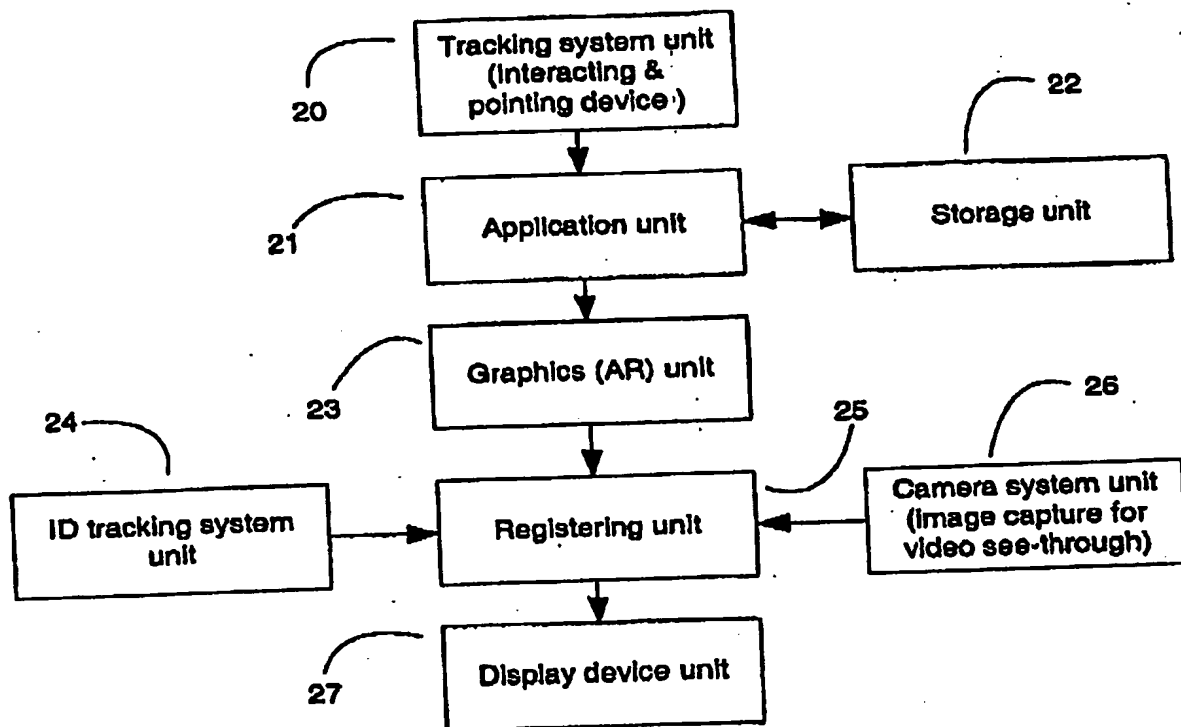 Tracking system unit
(interacting &
pointing device)
20
22
Application unit
21
Storage unit
Graphics (AR) unit
23
24
25
26
ID tracking system
unit
Registering unit
Camera system unit
(image capture for
video see-through)
27
Display device unit